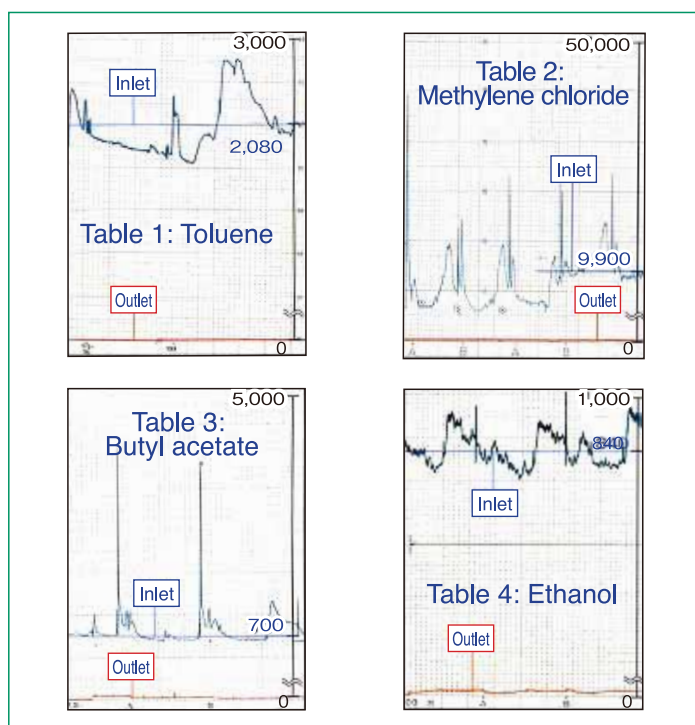 3,000
Inlet
2,080
Table 1: Toluene
Outlet
0
50,000
Table 2:
Methylene chloride
Inlet
9,900
Outlet
0
5,000
Table 3:
Butyl acetate
Inlet
700
Outlet
0
1,000
840
Inlet
Table 4: Ethanol
Outlet
0